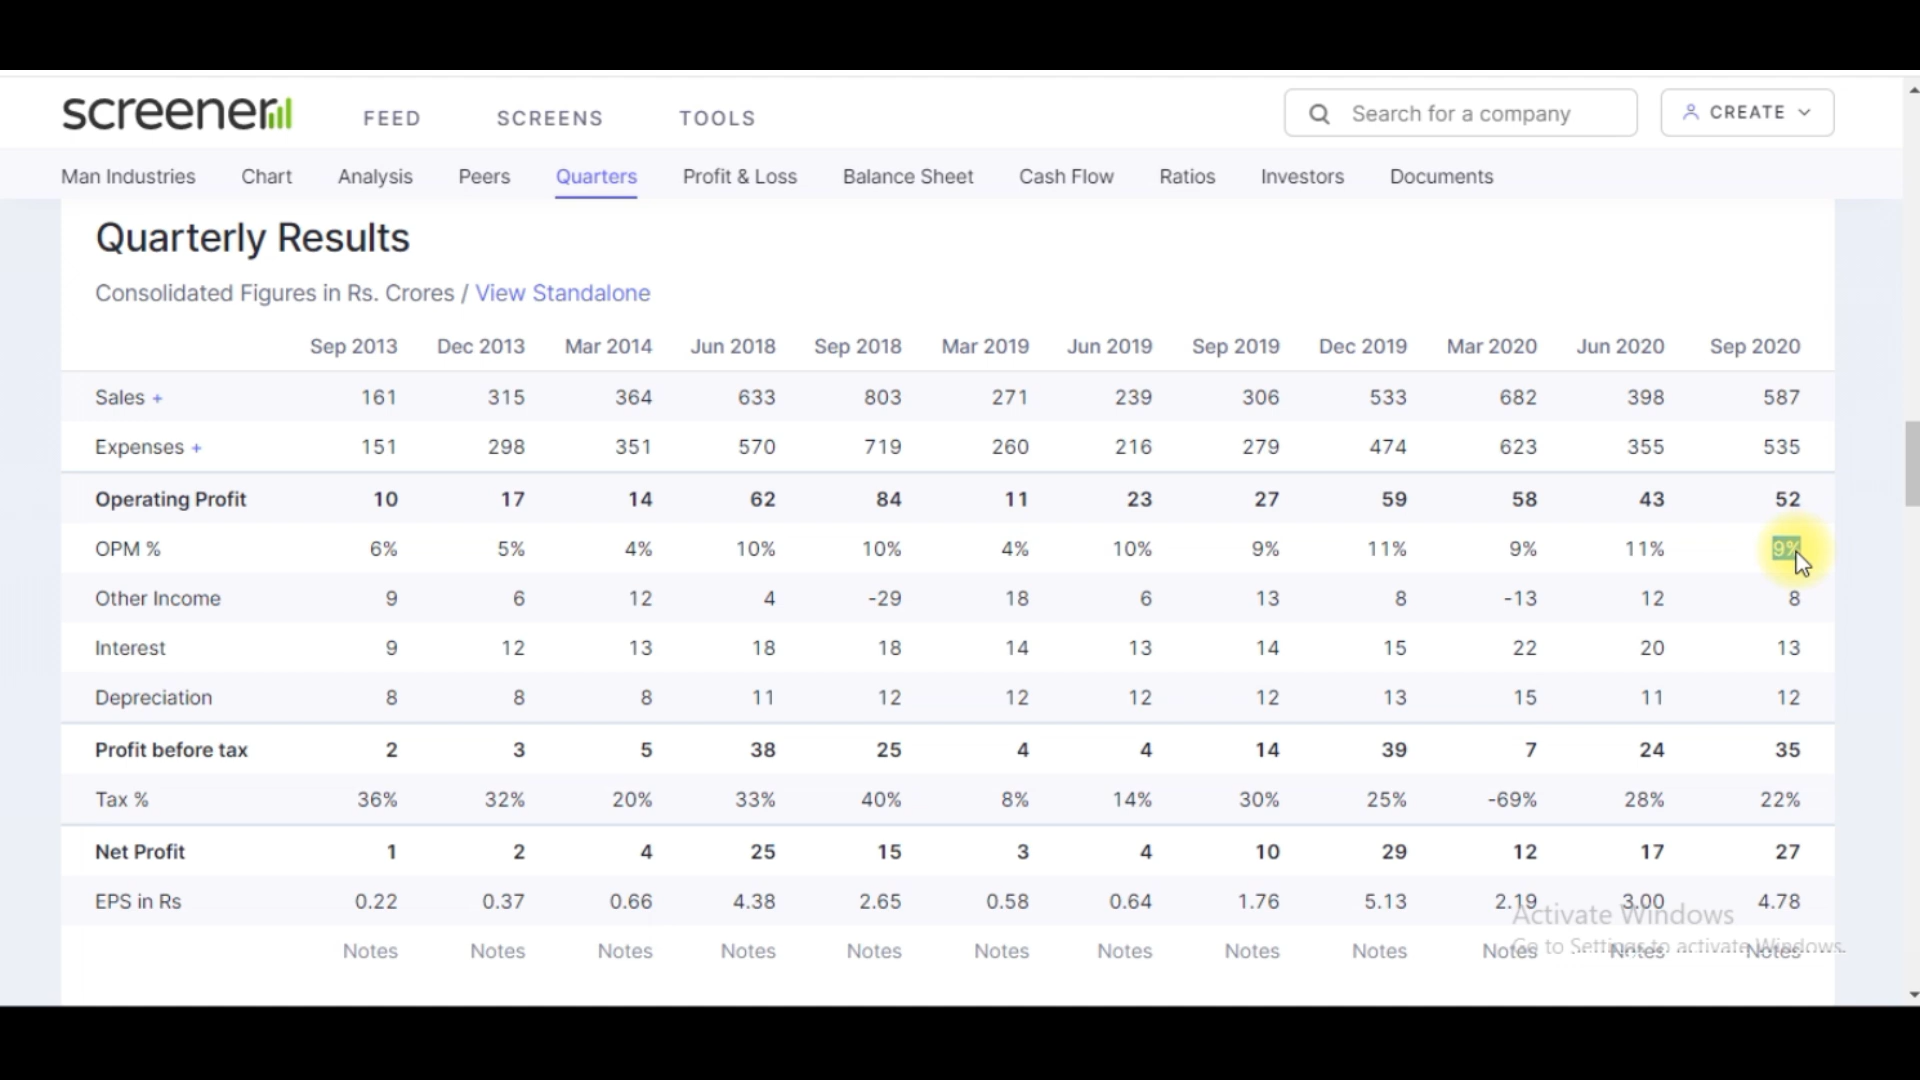 screener FEED SCREENS TOOLS Search for a company CREATE
Man Industries Chart Analysis Peers Quarters Profit & Loss Balance Sheet Cash Flow Ratios Investors Documents
Quarterly Results
Consolidated Figures in Rs. Crores / View Standalone
Sep 2013 Dec 2013 Mar 2014 Jun 2018 Sep 2018 Mar 2019 Jun 2019 Sep 2019 Dec 2019 Mar 2020 Jun 2020 Sep 2020
Sales + 161 315 364 633 803 271 239 306 533 682 398 587
Expenses + 151 298 351 570 719 260 216 279 474 623 355 535
Operating Profit 10 17 14 62 84 11 23 27 59 58 43 52
OPM % 6% 5% 4% 10% 10% 4% 10% 9% 11% 9% 11% 9%
Other Income 9 6 12 4 -29 18 6 13 8 -13 12 8
Interest 9 12 13 18 18 14 13 14 15 22 20 13
Depreciation 8 8 8 11 12 12 12 12 13 15 11 12
Profit before tax 2 3 5 38 25 4 4 14 39 7 24 35
Tax % 36% 32% 20% 33% 40% 8% 14% 30% 25% -69% 28% 22%
Net Profit 1 2 4 25 15 3 4 10 29 12 17 27
EPS in Rs 0.22 0.37 0.66 4.38 2.65 0.58 0.64 1.76 5.13 2.19 3.00 4.78
Activate Windows
Notes Notes Notes Notes Notes Notes Notes Notes Notes Notes Notes Notes
Go to Settings to activate Windows.